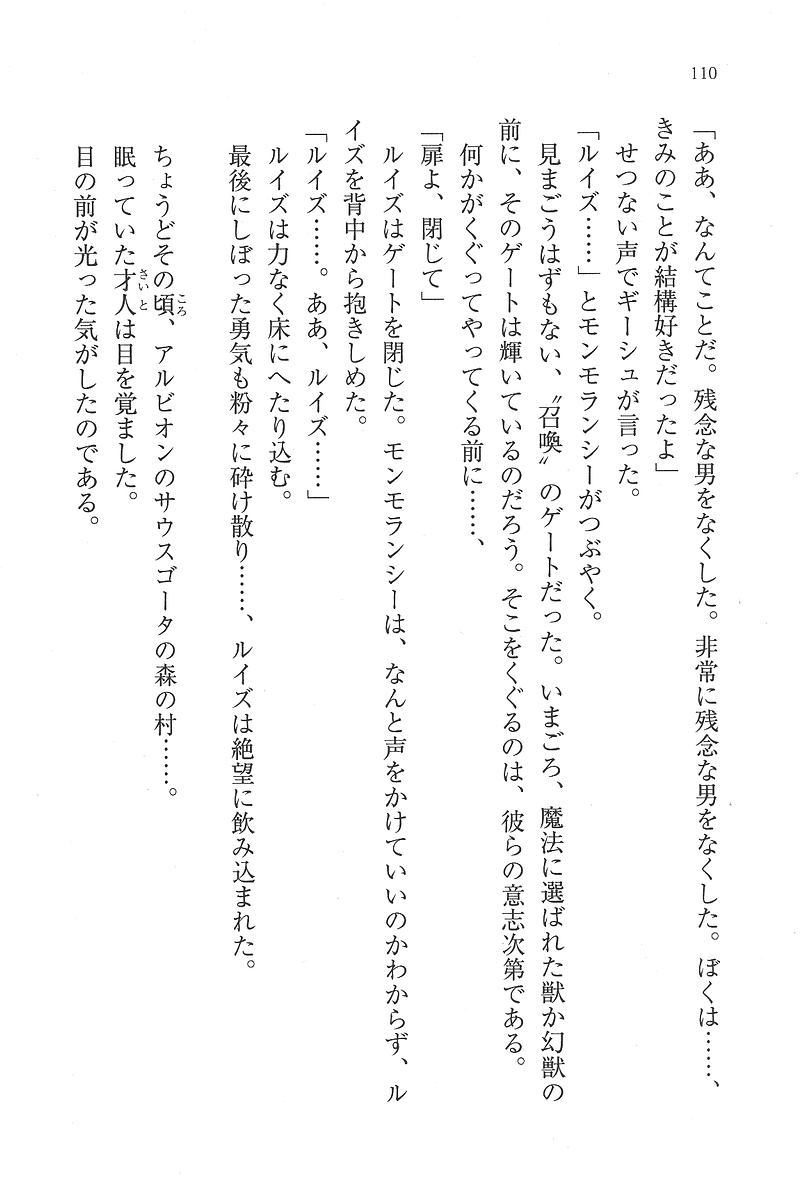 110
「ああ、なんてことだ。残念な男をなくした。非常に残念な男をなくした。ぼくは……、
きみのことが結構好きだったよ」
せつない声でギーシュが言った。
「ルイズ……」とモンモランシーがつぶやく。
見まごうはずもない、〝召喚〟のゲートだった。いまごろ、魔法に選ばれた獣か幻獣の
前に、そのゲートは輝いているのだろう。そこをくぐるのは、彼らの意志次第である。
何かがくぐってやってくる前に……、
「扉よ、閉じて」
ルイズはゲートを閉じた。モンモランシーは、なんと声をかけていいのかわからず、ル
イズを背中から抱きしめた。
「ルイズ……。ああ、ルイズ……」
ルイズは力なく床にへたり込む。
最後にしぼった勇気も粉々に砕け散り……、ルイズは絶望に飲み込まれた。
ちょうどその頃(ころ)、アルビオンのサウスゴータの森の村……。
眠っていた才人(さいと)は目を覚ました。
目の前が光った気がしたのである。